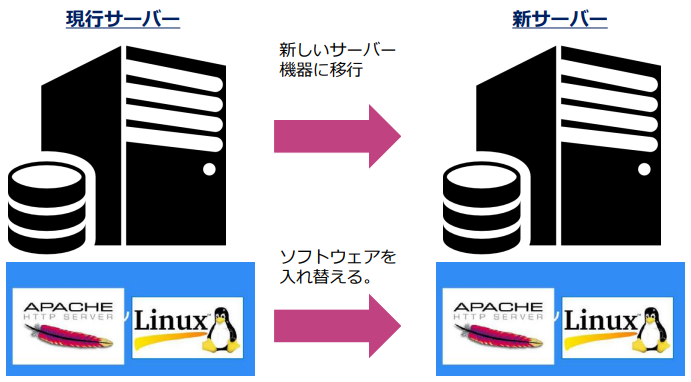 現行サーバー
新サーバー
新しいサーバー
機器に移行
ソフトウェアを
入れ替える。
APACHE
HTTP SERVER
Linux
APACHE
HTTP SERVER
Linux